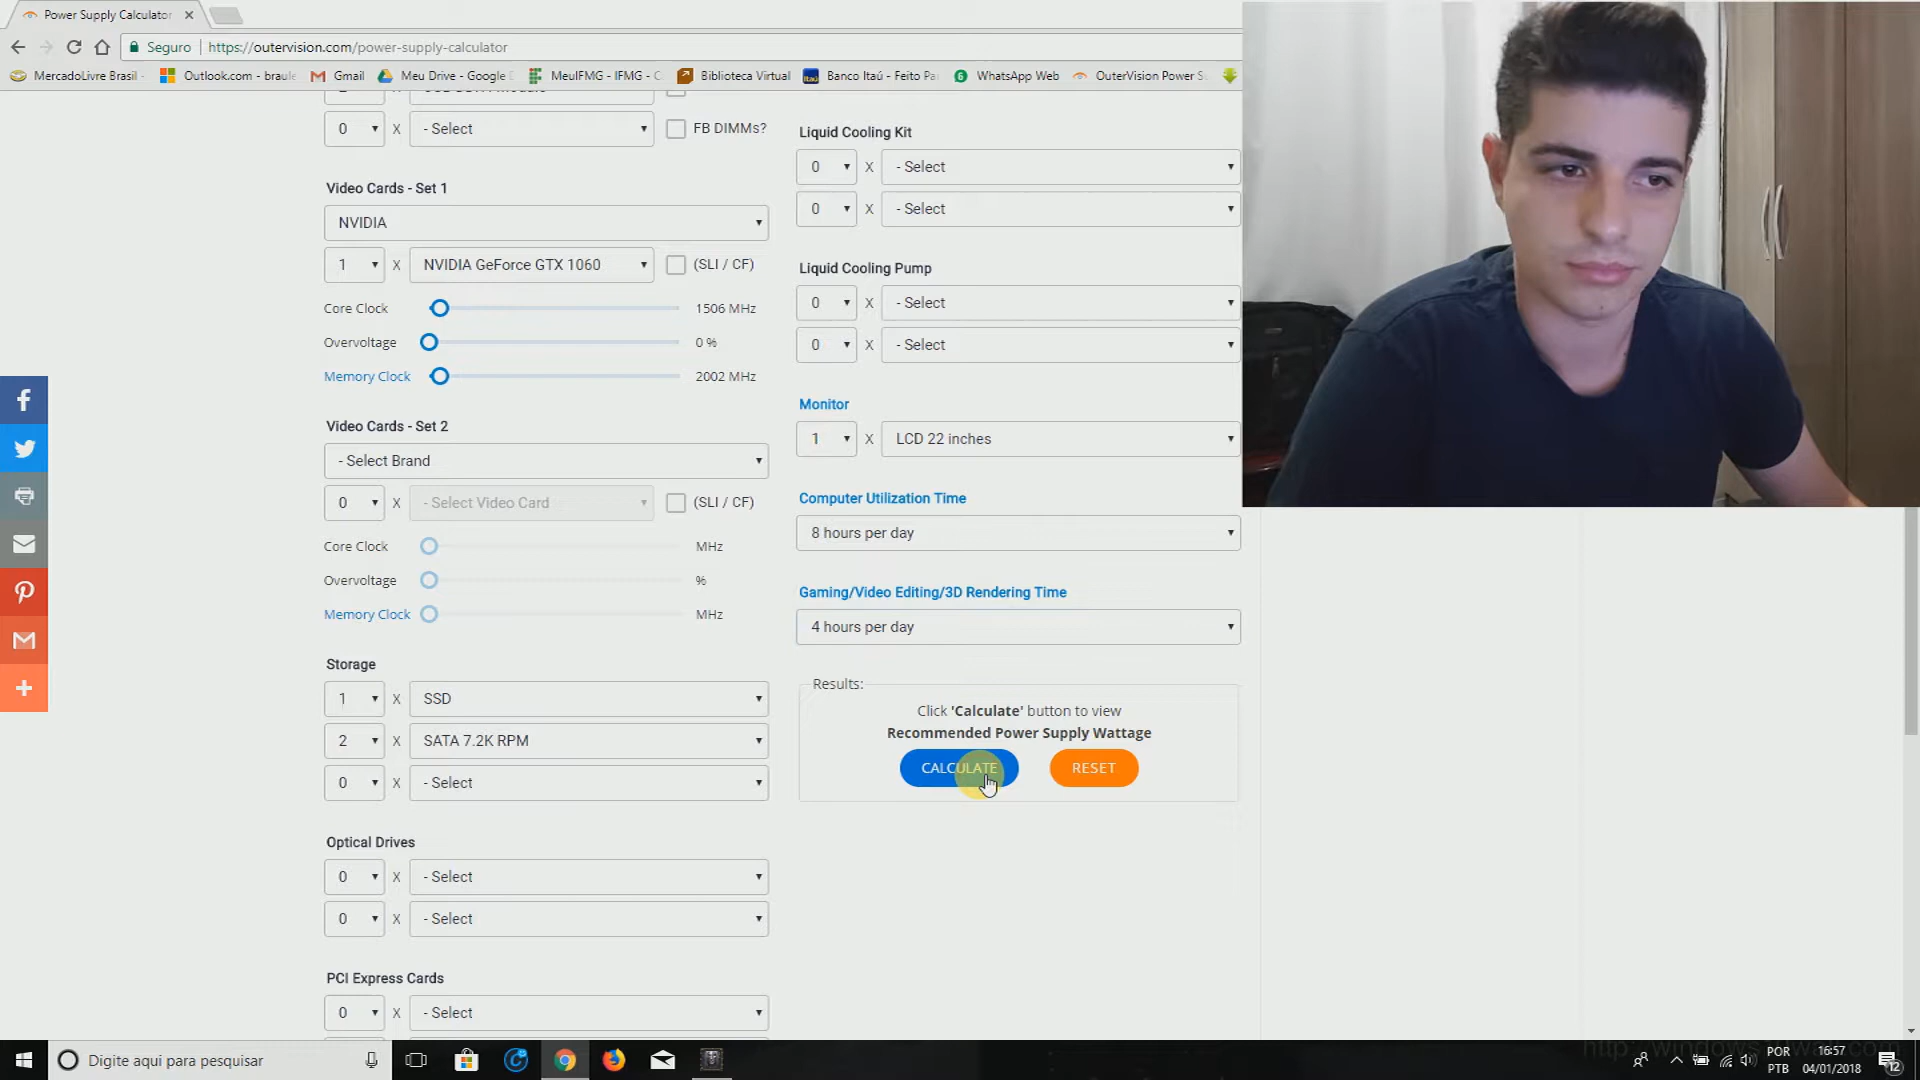 Power Supply Calculator
Seguro https://outervision.com/power-supply-calculator
MercadoLivre Brasil - Outlook.com - braule Gmail Meu Drive - Google MeuIFMG - IFMG - C Biblioteca Virtual Banco Itaú - Feito Pa WhatsApp Web OuterVision Power S
0 X - Select FB DIMMs?
Video Cards - Set 1
NVIDIA
1 X NVIDIA GeForce GTX 1060 (SLI / CF)
Core Clock 1506 MHz
Overvoltage 0 %
Memory Clock 2002 MHz
Video Cards - Set 2
- Select Brand
0 X - Select Video Card (SLI / CF)
Core Clock MHz
Overvoltage %
Memory Clock MHz
Storage
1 X SSD
2 X SATA 7.2K RPM
0 X - Select
Optical Drives
0 X - Select
0 X - Select
PCI Express Cards
0 X - Select
Liquid Cooling Kit
0 X - Select
0 X - Select
Liquid Cooling Pump
0 X - Select
0 X - Select
Monitor
1 X LCD 22 inches
Computer Utilization Time
8 hours per day
Gaming/Video Editing/3D Rendering Time
4 hours per day
Results:
Click 'Calculate' button to view
Recommended Power Supply Wattage
CALCULATE RESET
Digite aqui para pesquisar
POR
PTB
16:57
04/01/2018
12